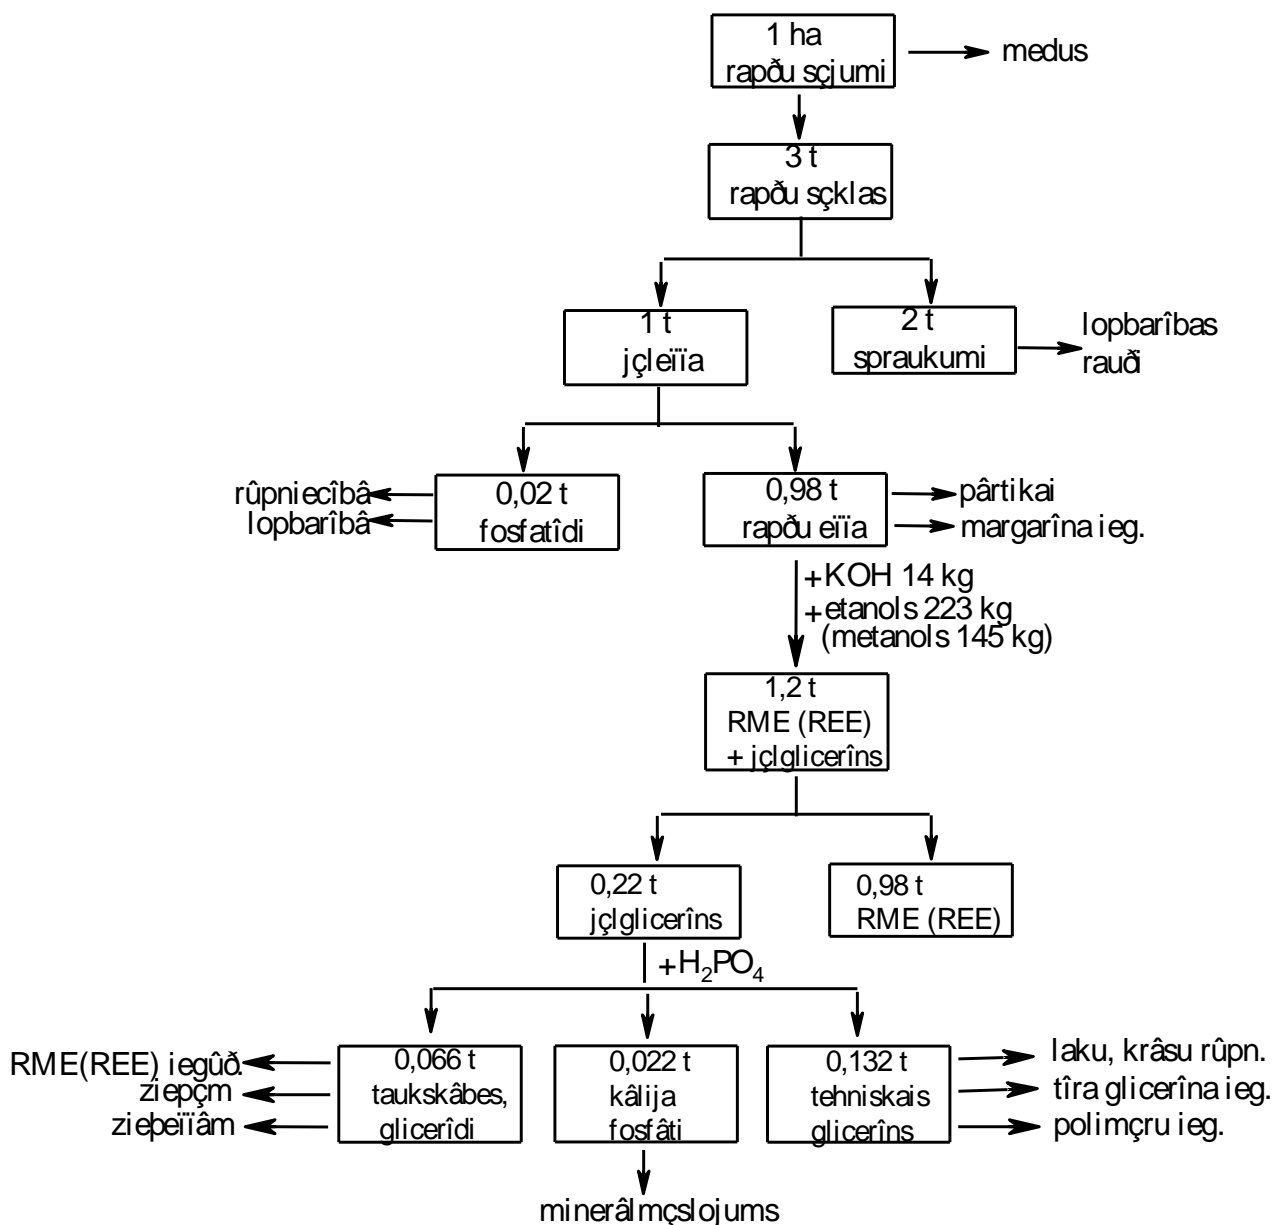 1 ha
rapðu sçjumi
medus
3 t
rapðu sçklas
1 t
jçleïïa
2 t
spraukumi
lopbarîbas
rauði
rûpniecîbâ
lopbarîbâ
0,02 t
fosfatîdi
0,98 t
rapðu eïïa
pârtikai
margarîna ieg.
+KOH 14 kg
+etanols 223 kg
(metanols 145 kg)
1,2 t
RME (REE)
+ jçlglicerîns
0,22 t
jçlglicerîns
0,98 t
RME (REE)
+H₂PO₄
RME(REE) iegûð.
ziepçm
zieþeïïâm
0,066 t
taukskâbes,
glicerîdi
0,022 t
kâlija
fosfâti
0,132 t
tehniskais
glicerîns
laku, krâsu rûpn.
tîra glicerîna ieg.
polimçru ieg.
minerâlmçslojums